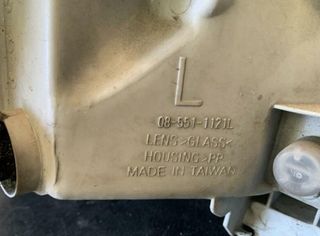 L
08-551-1121L
LENS>GLASS<
HOUSING>PP
MADE IN TAIWAN